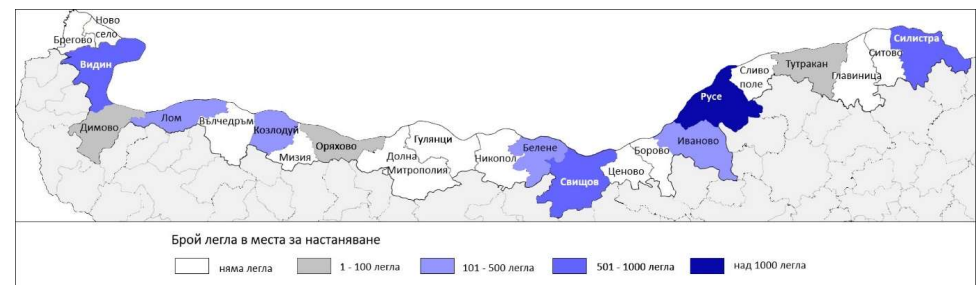 Ново
село
Брегово
Видин
Димово
Лом
Вълчедръм
Козлодуй
Мизия
Оряхово
Гулянци
Долна
Митрополия
Никопол
Белене
Свищов
Ценово
Борово
Иваново
Русе
Сливо
поле
Тутракан
Главиница
Ситово
Силистра
Брой легла в места за настаняване
няма легла
1 - 100 легла
101 - 500 легла
501 - 1000 легла
над 1000 легла